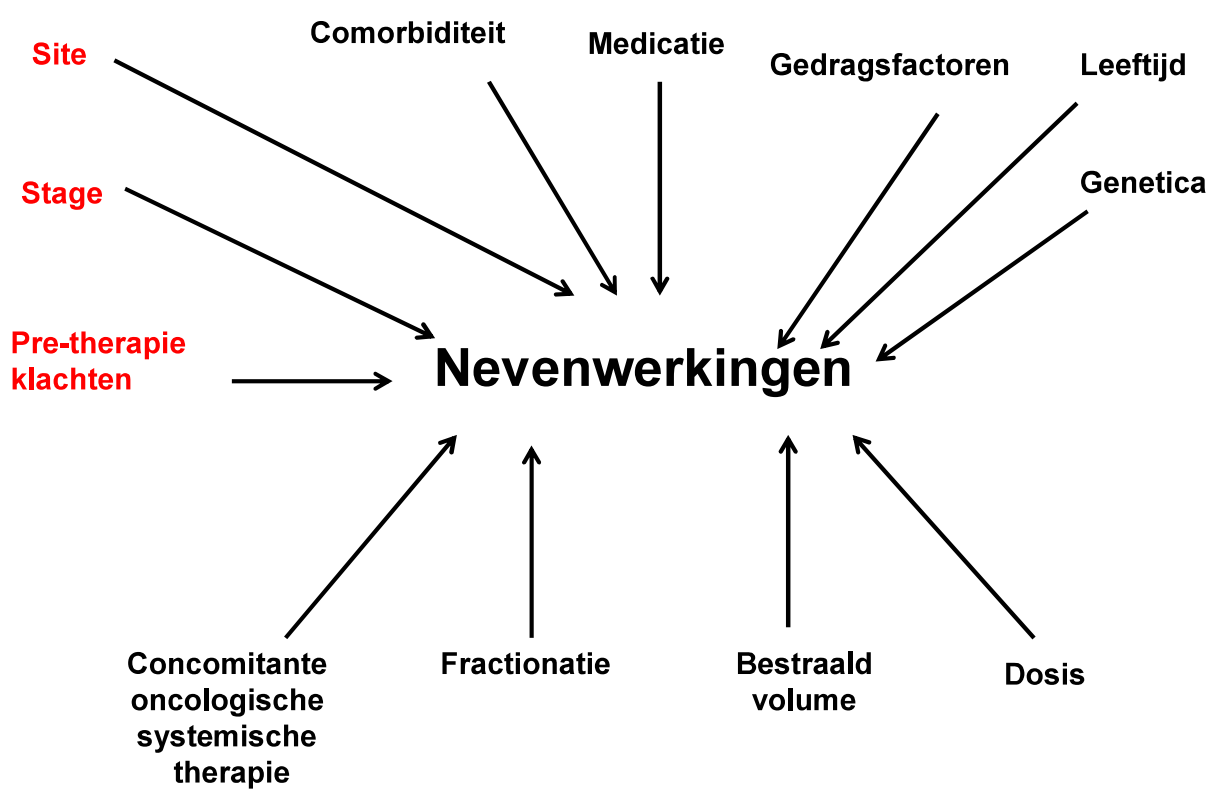 Site
Comorbiditeit
Medicatie
Gedragsfactoren
Leeftijd
Stage
Genetica
Pre-therapie
klachten
Nevenwerkingen
Concomitante
oncologische
systemische
therapie
Fractionatie
Bestraald
volume
Dosis